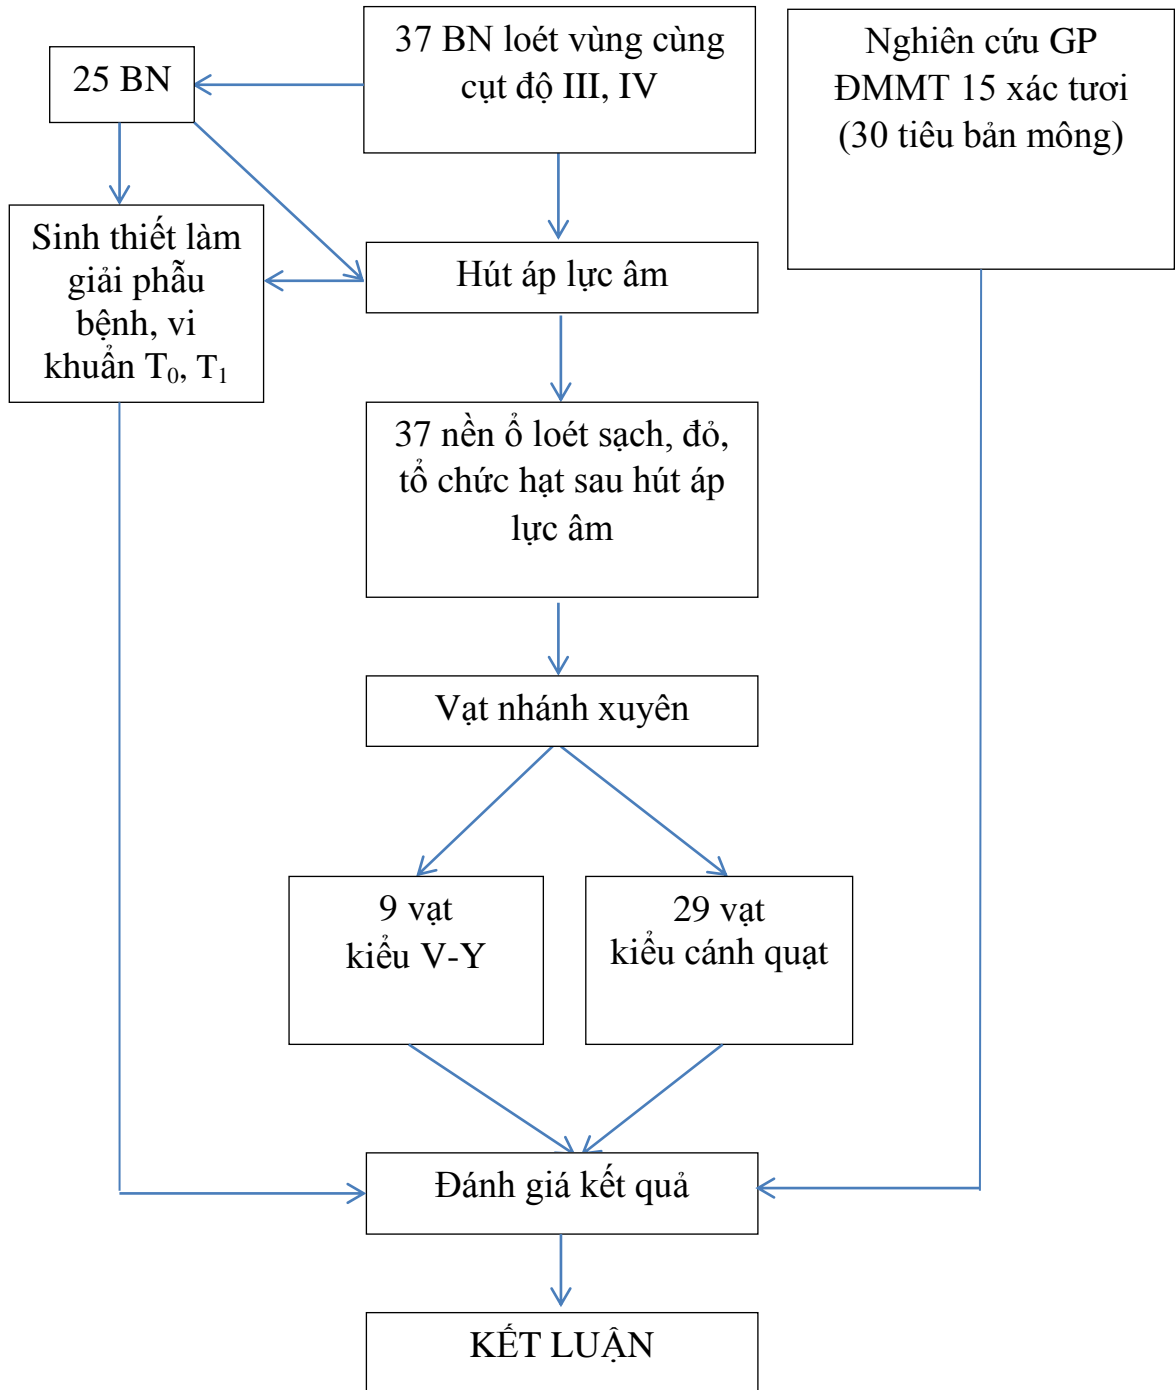 37 BN loét vùng cùng
cụt độ III, IV
25 BN
Nghiên cứu GP
ĐMMT 15 xác tươi
(30 tiêu bản mông)
Sinh thiết làm
giải phẫu
bệnh, vi
khuẩn T₀, T₁
Hút áp lực âm
37 nền ổ loét sạch, đỏ,
tổ chức hạt sau hút áp
lực âm
Vạt nhánh xuyên
9 vạt
kiểu V-Y
29 vạt
kiểu cánh quạt
Đánh giá kết quả
KẾT LUẬN